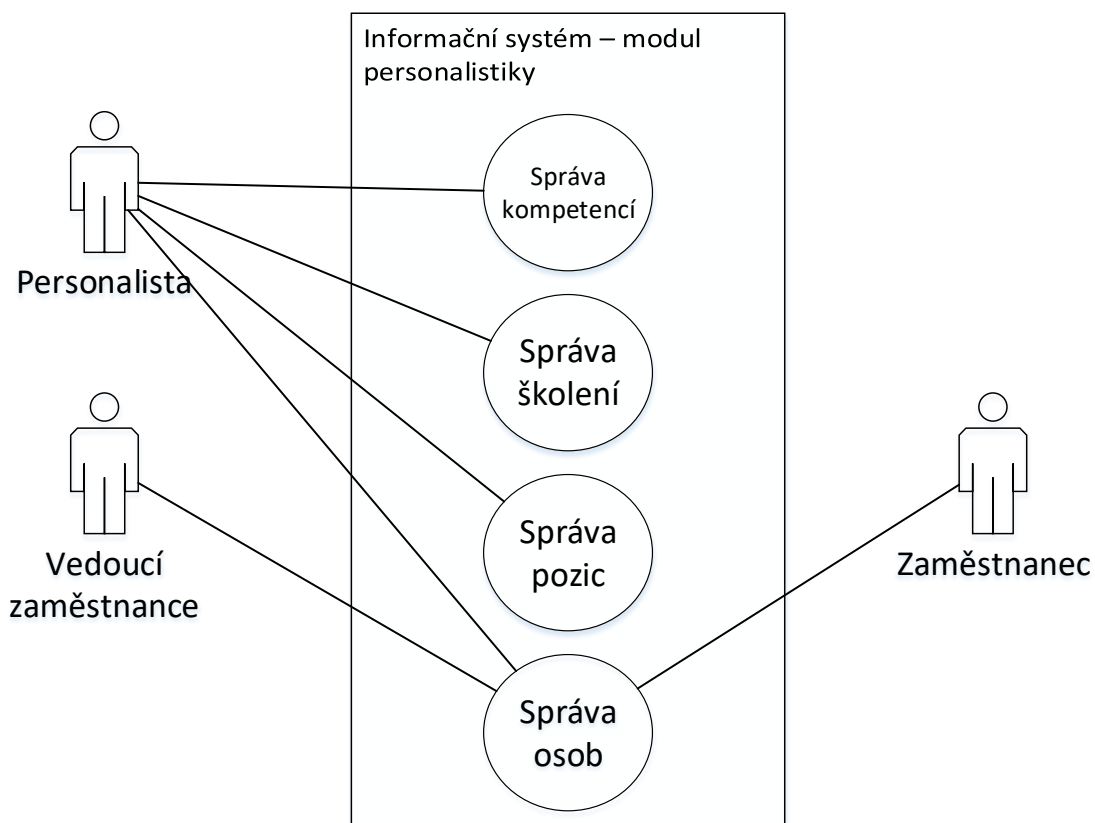 Informační systém – modul
personalistiky
Správa
kompetencí
Personalista
Správa
školení
Vedoucí
zaměstnance
Správa
pozic
Zaměstnanec
Správa
osob